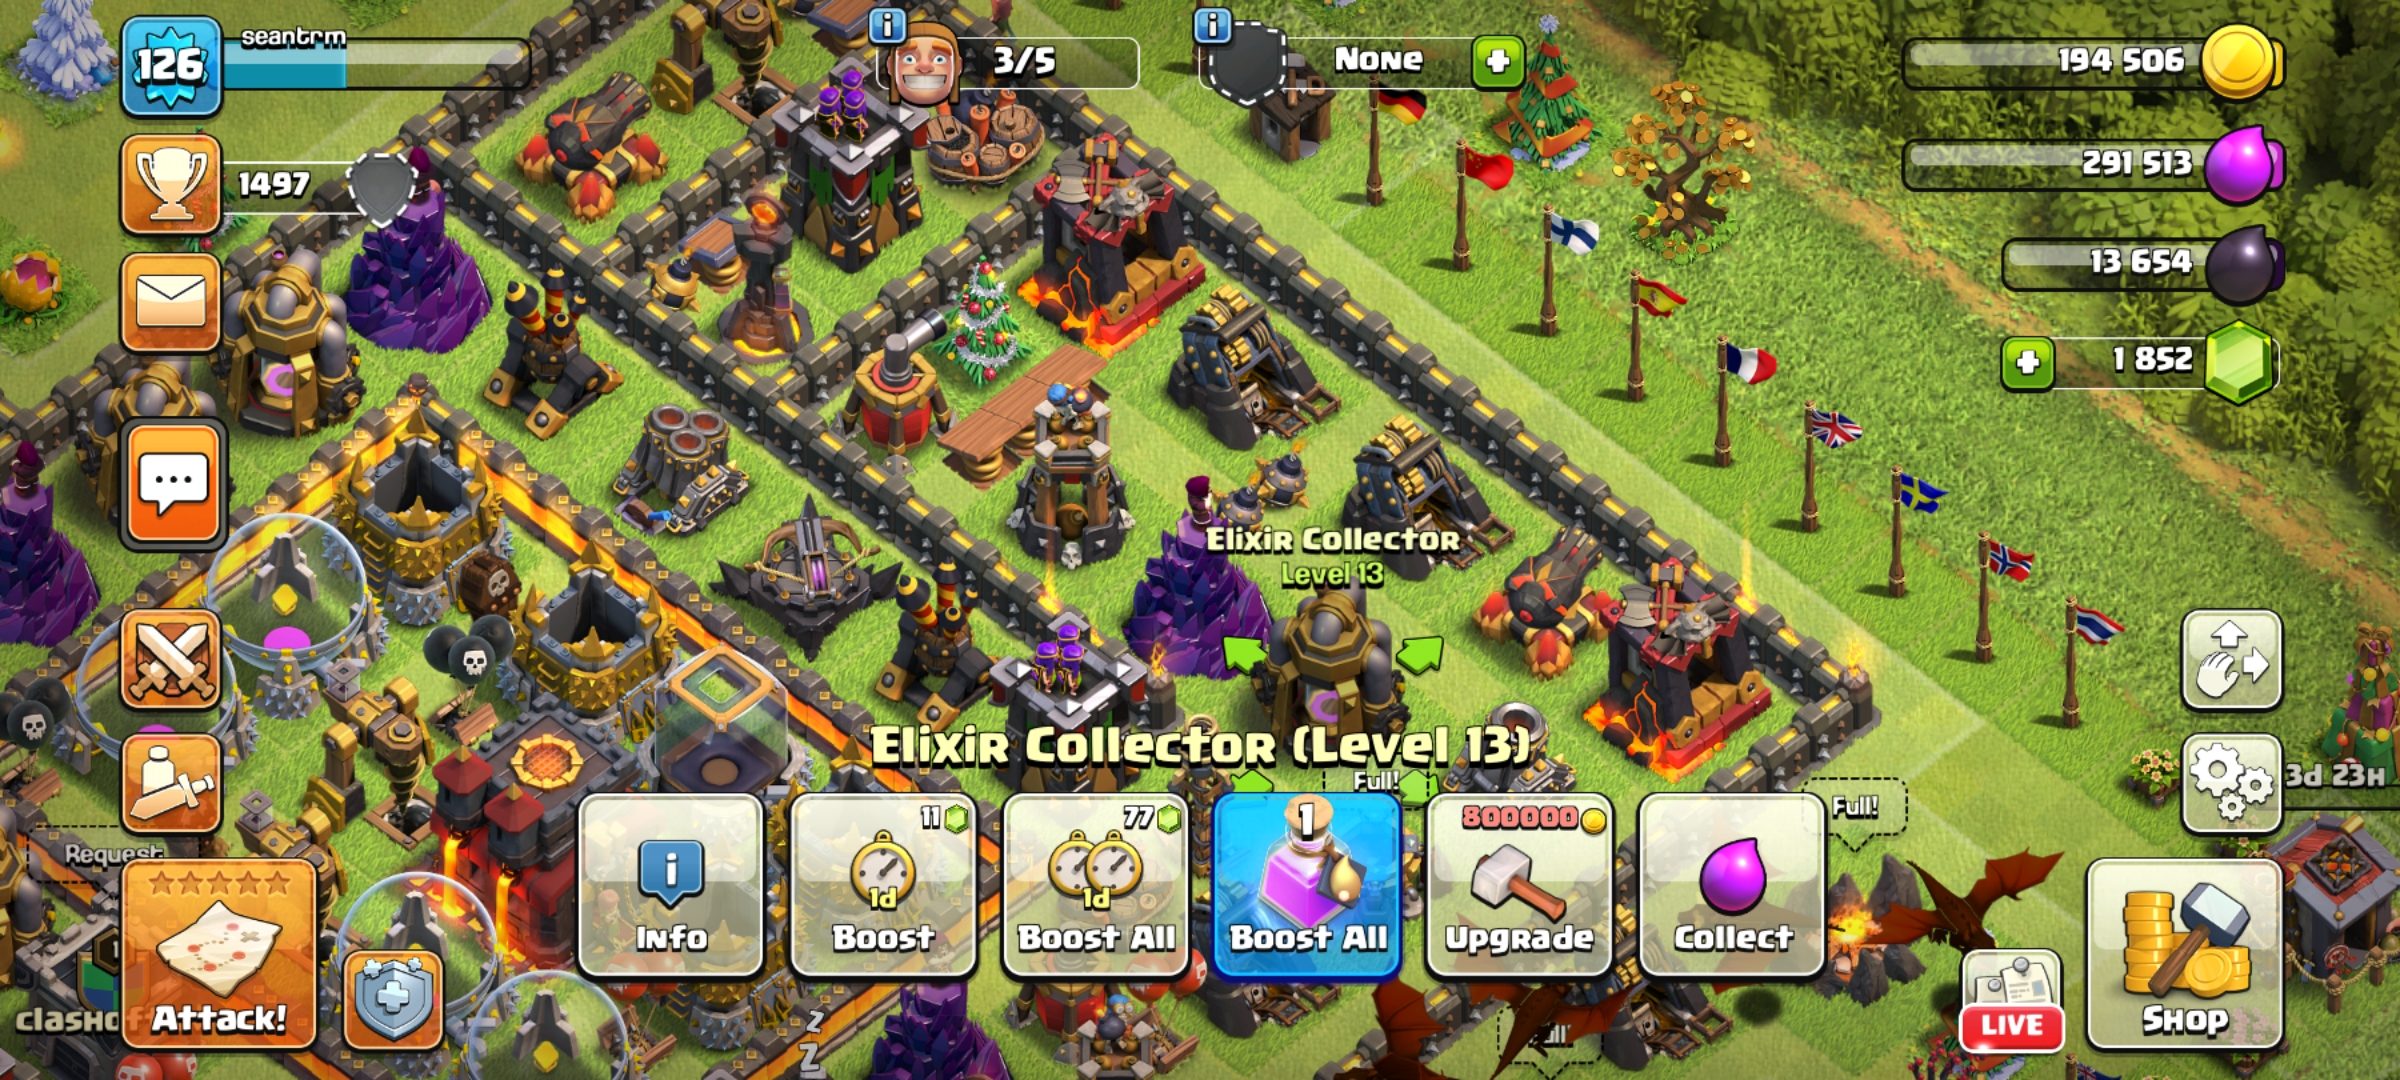 seantrm
126
3/5
None
194 506
1497
291 513
13 654
1 852
Elixir Collector
Level 13
Elixir Collector (Level 13)
Full!
3d 23h
11
77
1
800000
Full!
1d
1d
Request
Info
Boost
Boost All
Boost All
Upgrade
Collect
Attack!
clasho
z
Z
LIVE
Shop